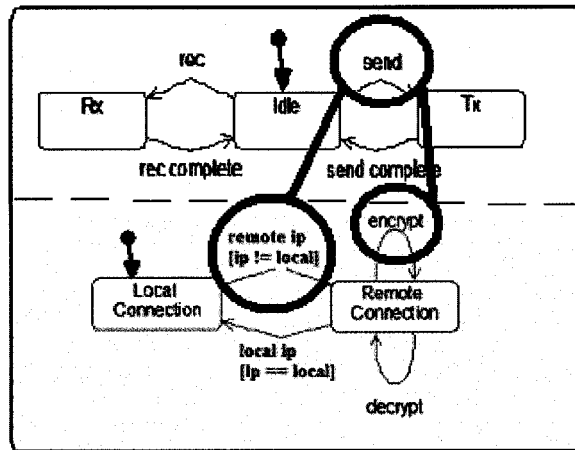 rec
send
Rx
Idle
Tx
rec complete
send complete
encrypt
remote ip
[ip != local]
Local
Connection
Remote
Connection
local ip
[ip == local]
decrypt